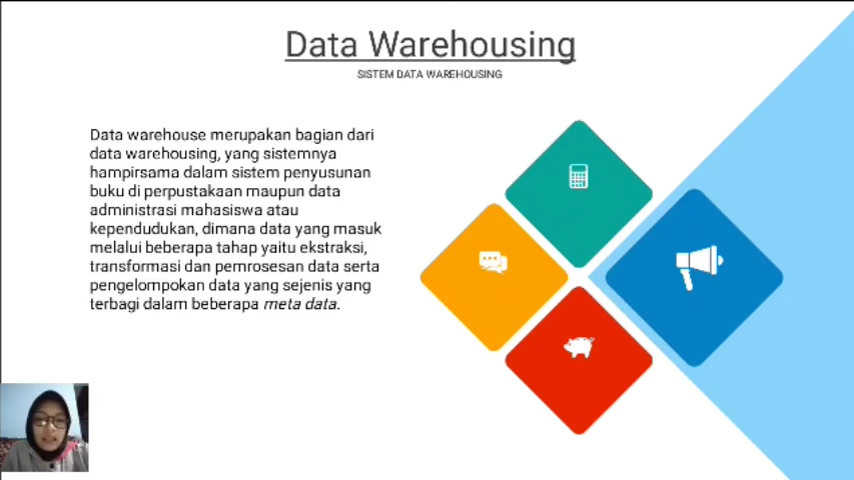 Data Warehousing
SISTEM DATA WAREHOUSING
Data warehouse merupakan bagian dari
data warehousing, yang sistemnya
hampirsama dalam sistem penyusunan
buku di perpustakaan maupun data
administrasi mahasiswa atau
kependudukan, dimana data yang masuk
melalui beberapa tahap yaitu ekstraksi,
transformasi dan pemrosesan data serta
pengelompokan data yang sejenis yang
terbagi dalam beberapa meta data.